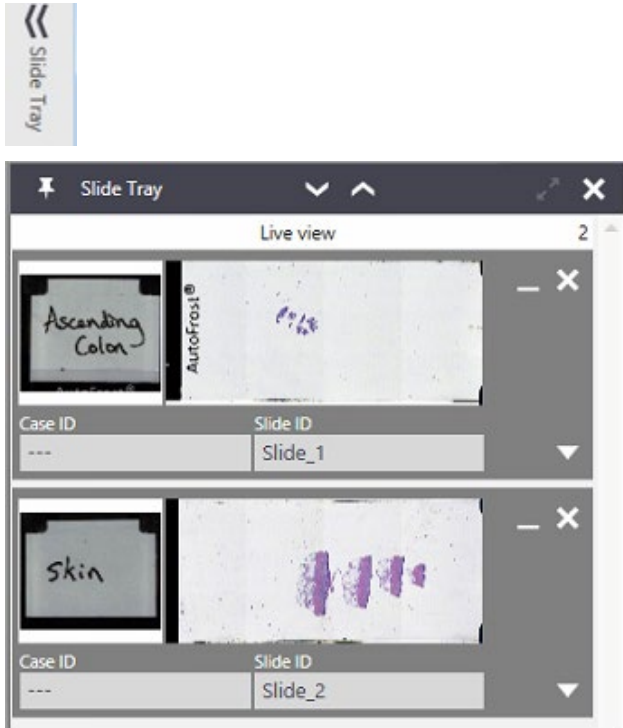 Slide Tray
Slide Tray
Live view 2
Ascending
Colon
AutoFrost®
AutoFrost®
Case ID Slide ID
--- Slide_1
Skin
Case ID Slide ID
--- Slide_2